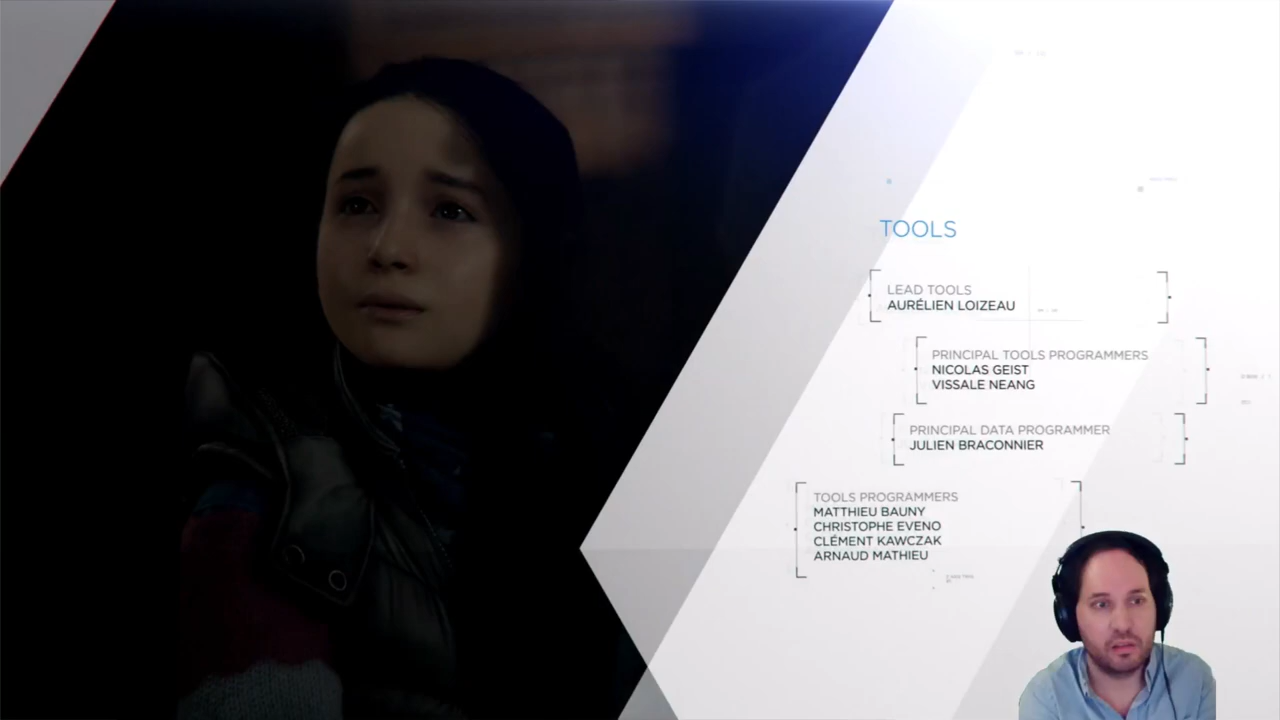 TOOLS
LEAD TOOLS
AURÉLIEN LOIZEAU
PRINCIPAL TOOLS PROGRAMMERS
NICOLAS GEIST
VISSALE NEANG
PRINCIPAL DATA PROGRAMMER
JULIEN BRACONNIER
TOOLS PROGRAMMERS
MATTHIEU BAUNY
CHRISTOPHE EVENO
CLÉMENT KAWCZAK
ARNAUD MATHIEU